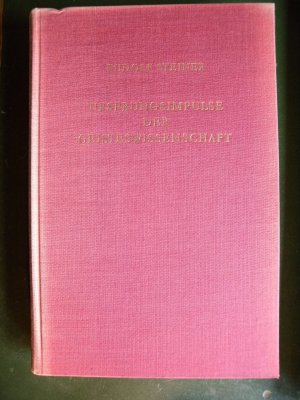 RUDOLF STEINER
URSPRUNGSIMPULSE
DER
GEISTESWISSENSCHAFT